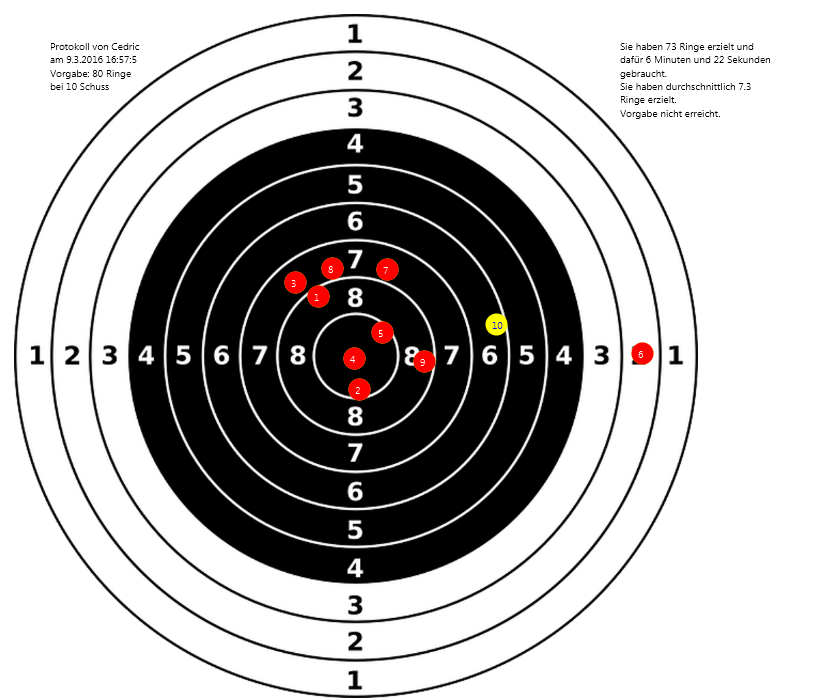 Protokoll von Cedric
am 9.3.2016 16:57:5
Vorgabe: 80 Ringe
bei 10 Schuss
Sie haben 73 Ringe erzielt und
dafür 6 Minuten und 22 Sekunden
gebraucht.
Sie haben durchschnittlich 7.3
Ringe erzielt.
Vorgabe nicht erreicht.
1
2
3
4
5
6
7
8
8
7
3
1
8
5
10
1 2 3 4 5 6 7 8 4 8 9 7 6 5 4 3 6 1
2
8
7
6
5
4
3
2
1